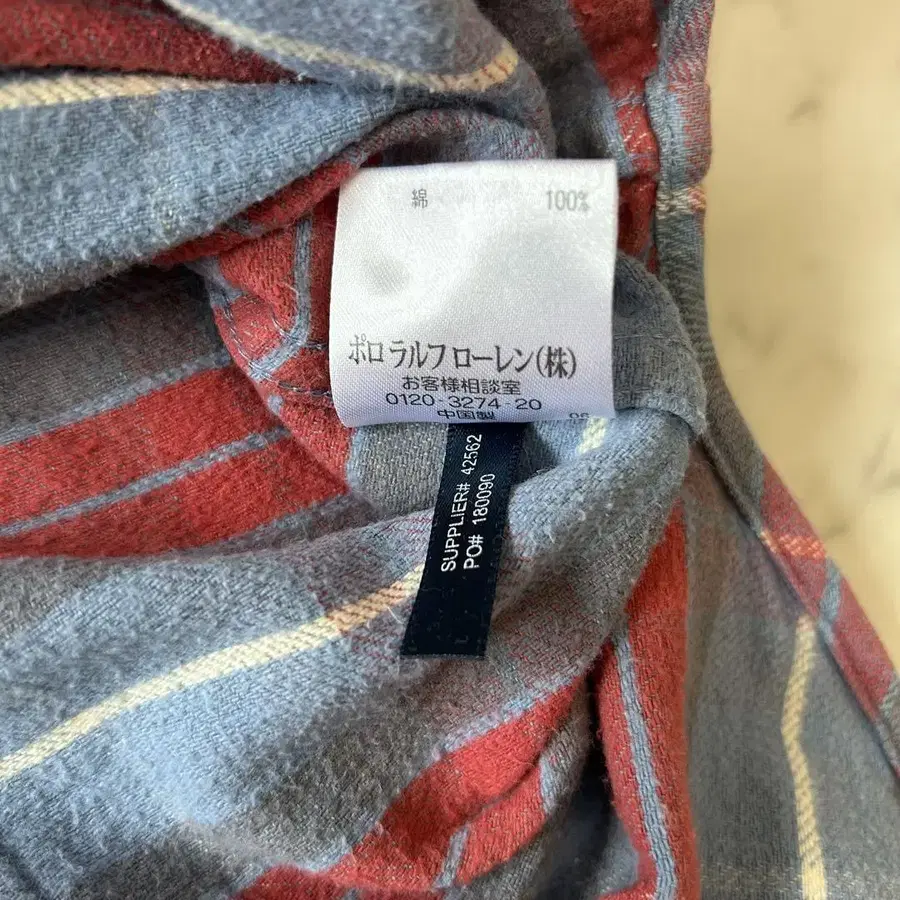 綿 100%
ポロ ラルフ ローレン(株)
お客様相談室
0120-3274-20
中国製
SUPPLIER# 42562
PO# 180090